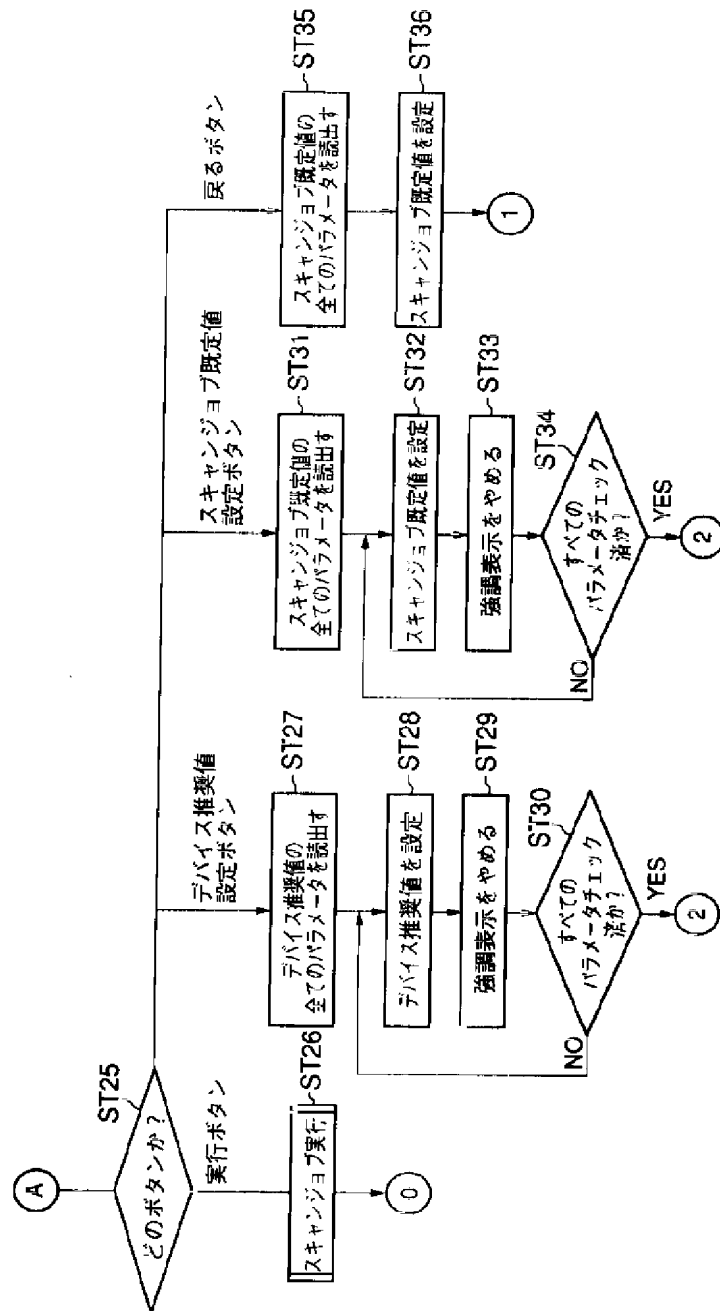 A
ST25
どのボタンか?
実行ボタン
ST26
スキャンジョブ実行
0
デバイス推奨値
設定ボタン
ST27
デバイス推奨値の
全てのパラメータを読出す
ST28
デバイス推奨値を設定
ST29
強調表示をやめる
ST30
すべての
パラメータチェック
済か?
NO
YES
2
スキャンジョブ既定値
設定ボタン
ST31
スキャンジョブ既定値の
全てのパラメータを読出す
ST32
スキャンジョブ既定値を設定
ST33
強調表示をやめる
ST34
すべての
パラメータチェック
済か?
NO
YES
2
戻るボタン
ST35
スキャンジョブ既定値の
全てのパラメータを読出す
ST36
スキャンジョブ既定値を設定
1